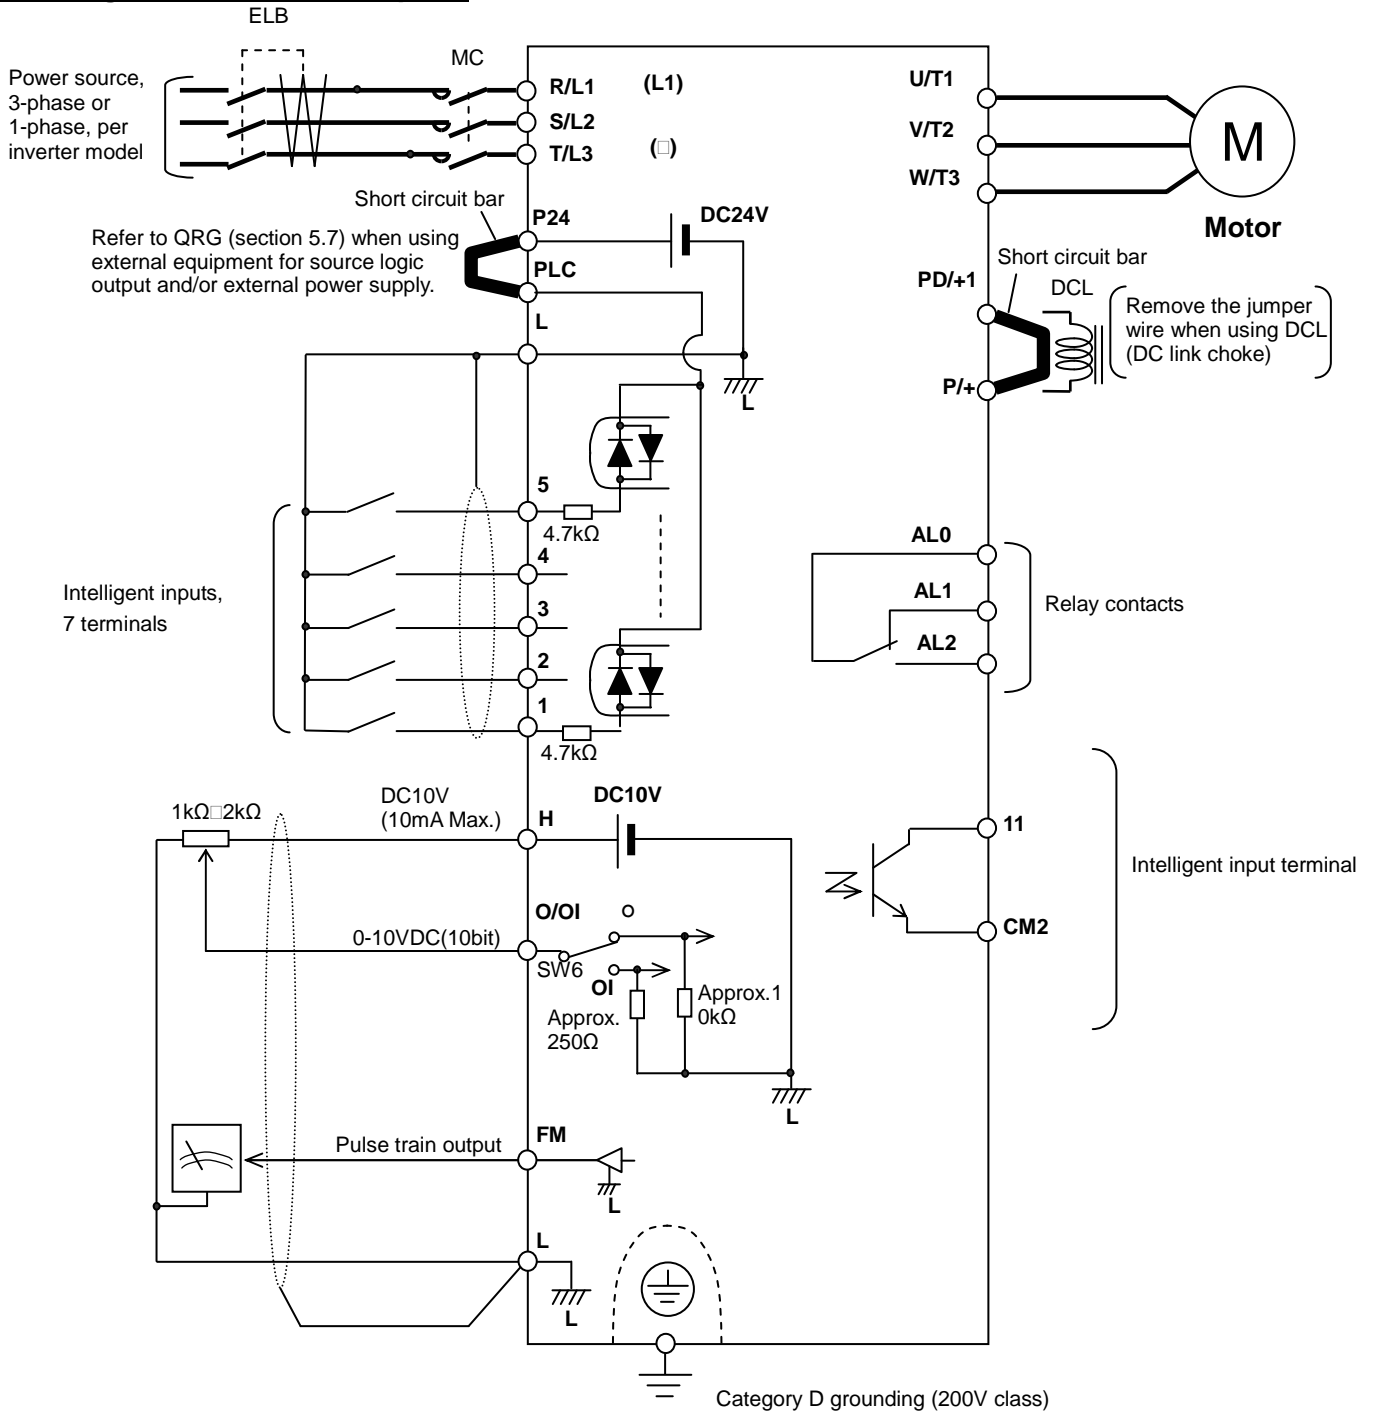 ELB
MC
Power source,
3-phase or
1-phase, per
inverter model
R/L1
(L1)
S/L2
T/L3
(□)
U/T1
V/T2
W/T3
M
Motor
Short circuit bar
P24
DC24V
Refer to QRG (section 5.7) when using
external equipment for source logic
output and/or external power supply.
PLC
L
L
PD/+1
Short circuit bar
DCL
Remove the jumper
wire when using DCL
(DC link choke)
P/+
5
4.7kΩ
4
3
2
1
4.7kΩ
Intelligent inputs,
7 terminals
AL0
AL1
AL2
Relay contacts
1kΩ□2kΩ
DC10V
(10mA Max.)
H
DC10V
11
Intelligent input terminal
CM2
O/OI
O
0-10VDC(10bit)
SW6
OI
Approx.
250Ω
Approx.1
0kΩ
L
Pulse train output
FM
L
L
L
Category D grounding (200V class)